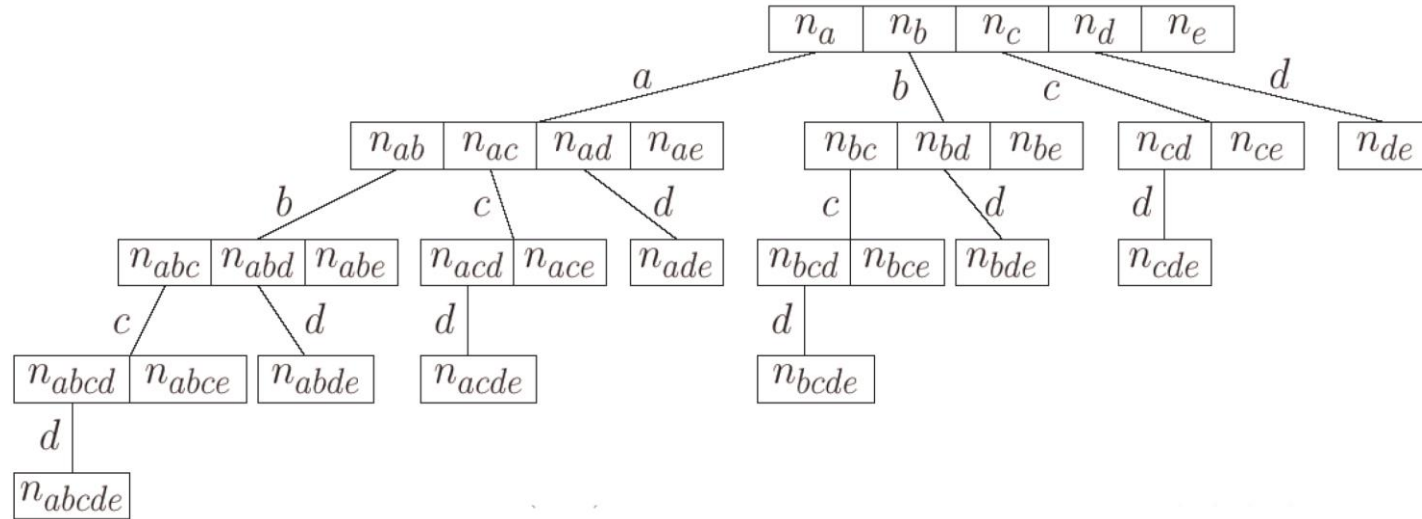 n_a n_b n_c n_d n_e
a b c d
n_ab n_ac n_ad n_ae n_bc n_bd n_be n_cd n_ce n_de
b c d c d d
n_abc n_abd n_abe n_acd n_ace n_ade n_bcd n_bce n_bde n_cde
c d d d
n_abcd n_abce n_abde n_acde n_bcde
d
n_abcde